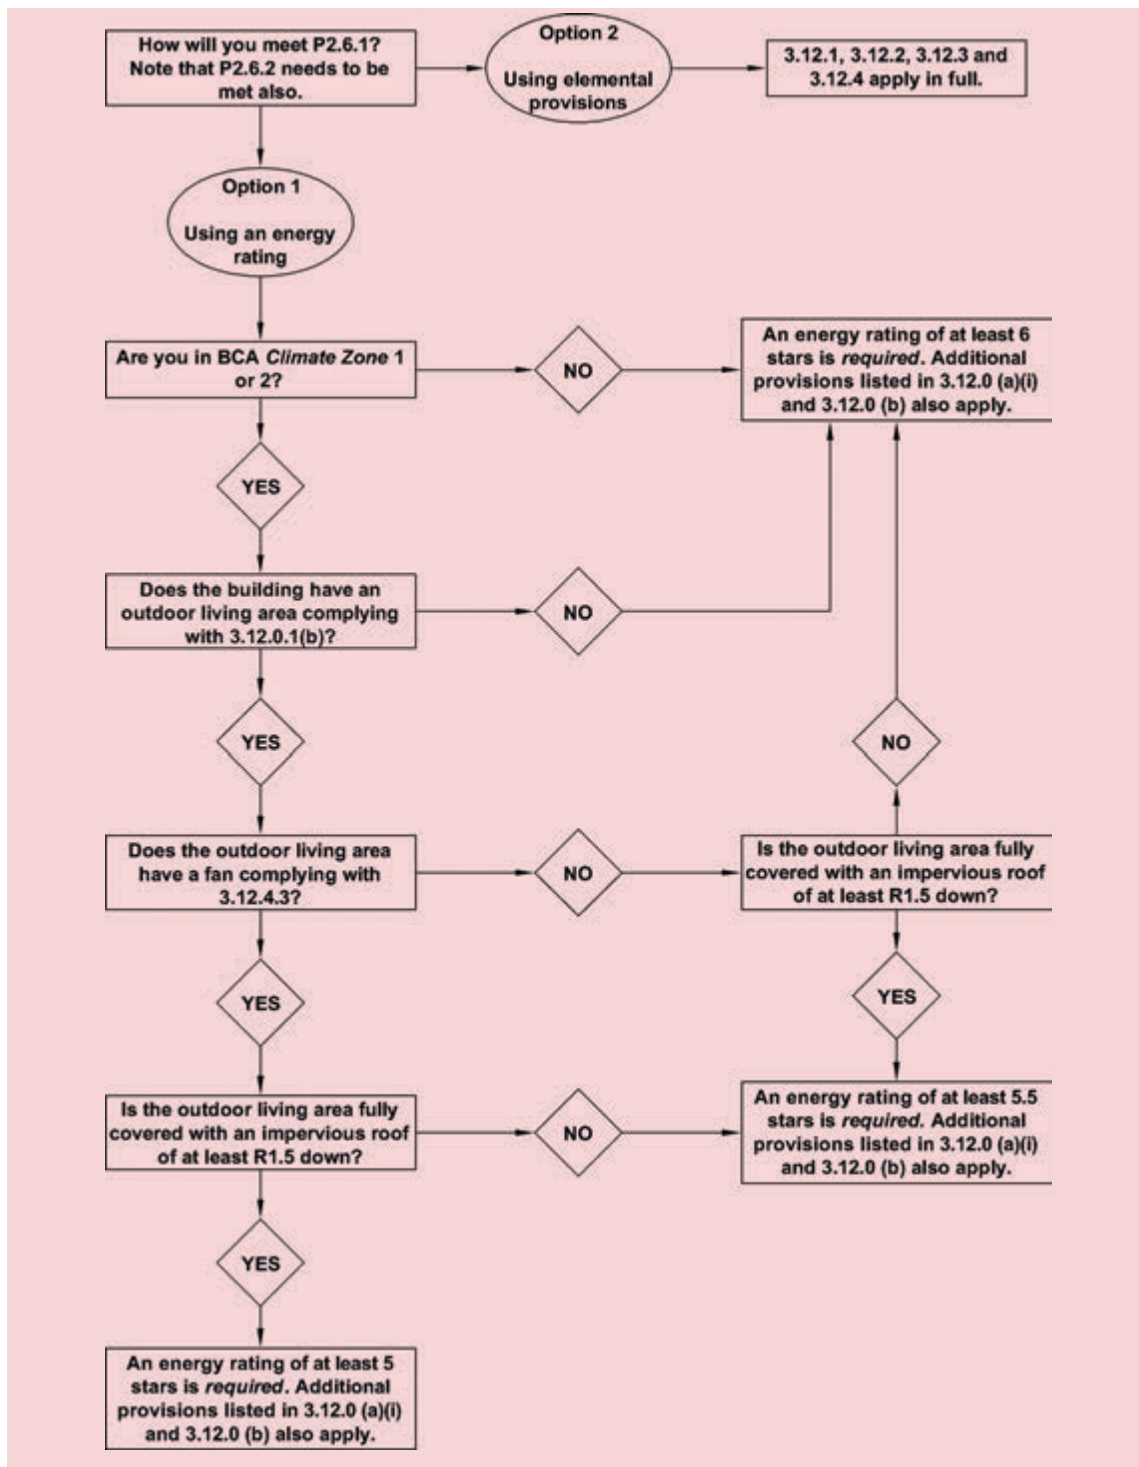 How will you meet P2.6.1?
Note that P2.6.2 needs to be
met also.
Option 2
Using elemental
provisions
3.12.1, 3.12.2, 3.12.3 and
3.12.4 apply in full.
Option 1
Using an energy
rating
Are you in BCA Climate Zone 1
or 2?
NO
An energy rating of at least 6
stars is required. Additional
provisions listed in 3.12.0 (a)(i)
and 3.12.0 (b) also apply.
YES
Does the building have an
outdoor living area complying
with 3.12.0.1(b)?
NO
YES
NO
Does the outdoor living area
have a fan complying with
3.12.4.3?
NO
Is the outdoor living area fully
covered with an impervious roof
of at least R1.5 down?
YES
YES
Is the outdoor living area fully
covered with an impervious roof
of at least R1.5 down?
NO
An energy rating of at least 5.5
stars is required. Additional
provisions listed in 3.12.0 (a)(i)
and 3.12.0 (b) also apply.
YES
An energy rating of at least 5
stars is required. Additional
provisions listed in 3.12.0 (a)(i)
and 3.12.0 (b) also apply.